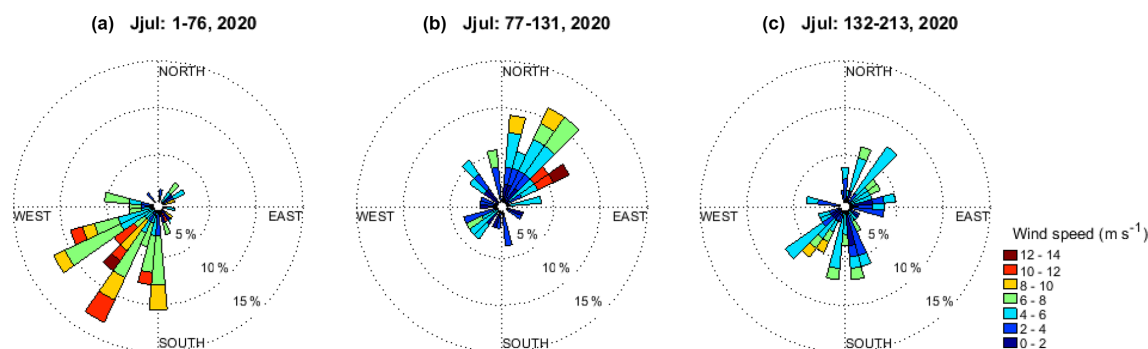 (a) Jjul: 1-76, 2020
(b) Jjul: 77-131, 2020
(c) Jjul: 132-213, 2020
NORTH
WEST
EAST
5 %
10 %
15 %
SOUTH
NORTH
WEST
EAST
5 %
10 %
15 %
SOUTH
NORTH
WEST
EAST
5 %
10 %
15 %
SOUTH
Wind speed (m s⁻¹)
12 - 14
10 - 12
8 - 10
6 - 8
4 - 6
2 - 4
0 - 2